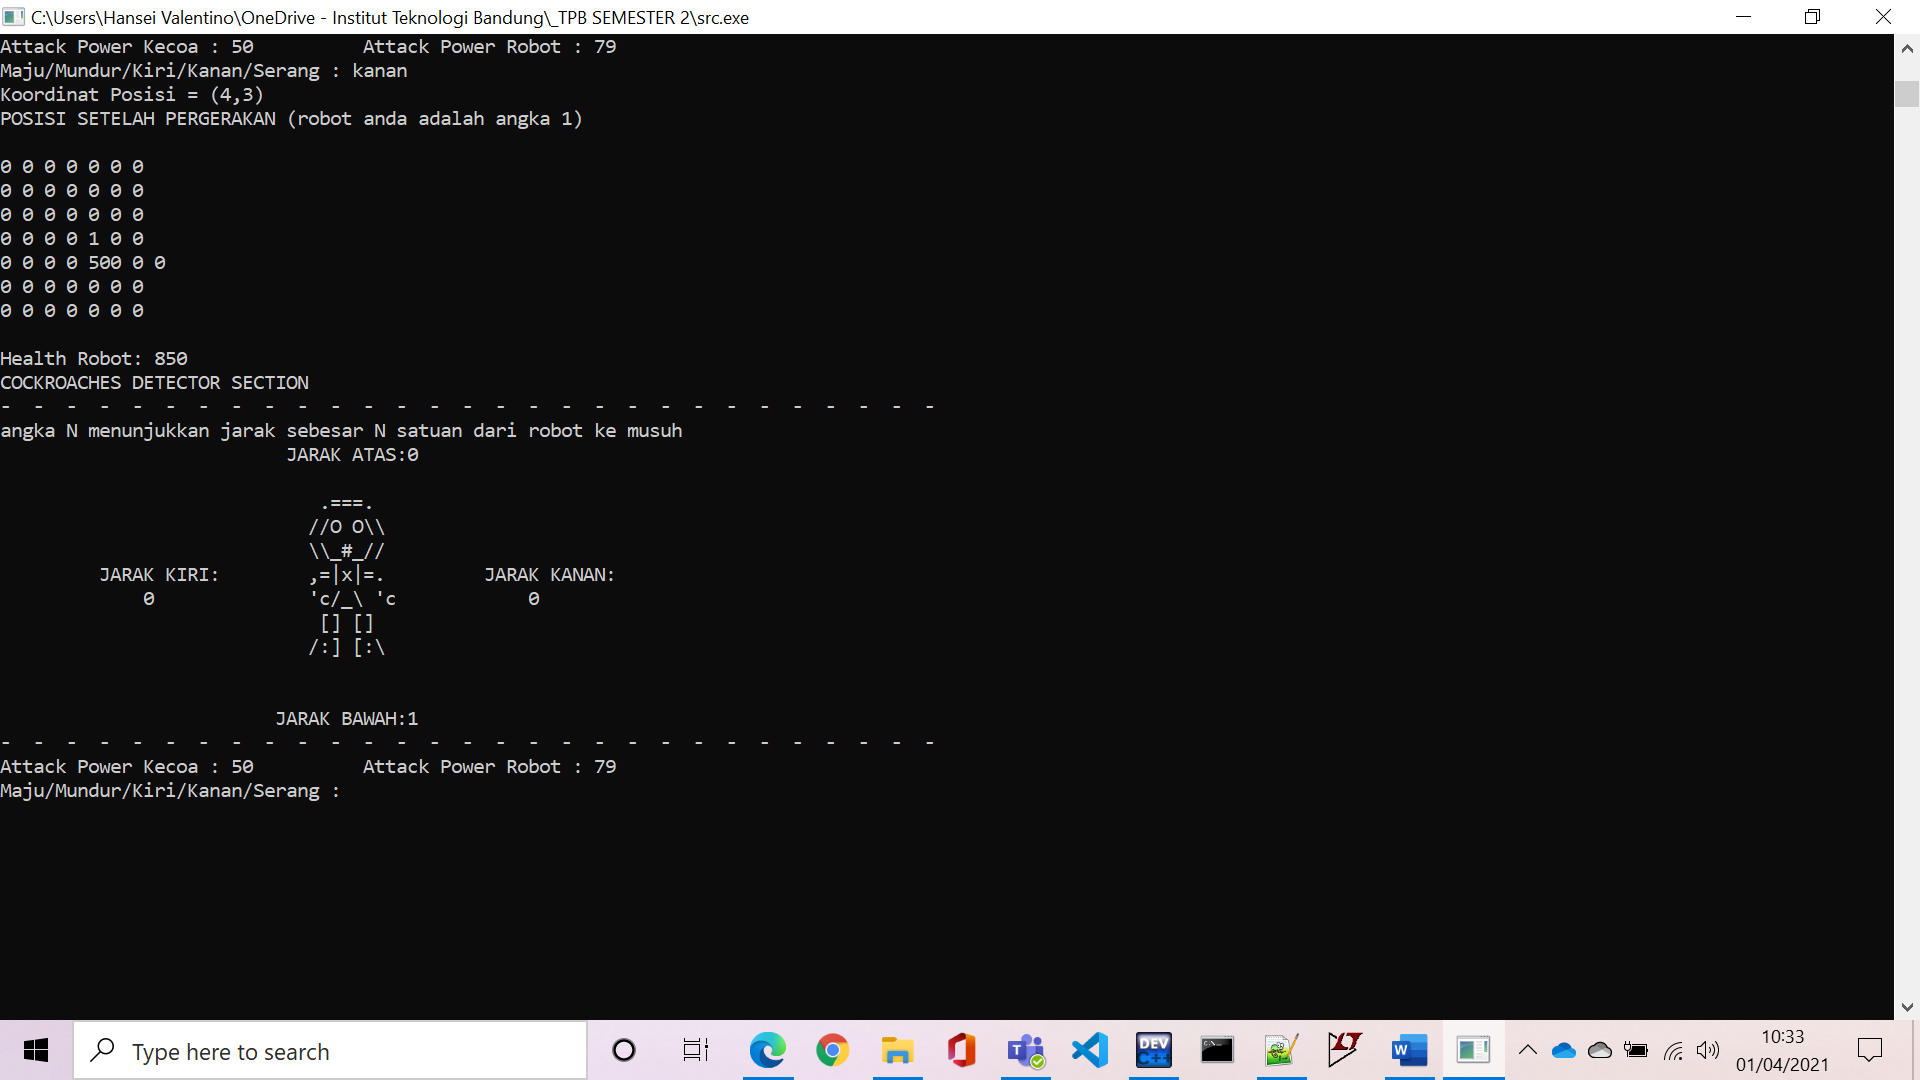 C:\Users\Hansei Valentino\OneDrive - Institut Teknologi Bandung\_TPB SEMESTER 2\src.exe
Attack Power Kecoa : 50          Attack Power Robot : 79
Maju/Mundur/Kiri/Kanan/Serang : kanan
Koordinat Posisi = (4,3)
POSISI SETELAH PERGERAKAN (robot anda adalah angka 1)
0 0 0 0 0 0 0
0 0 0 0 0 0 0
0 0 0 0 0 0 0
0 0 0 0 1 0 0
0 0 0 0 500 0 0
0 0 0 0 0 0 0
0 0 0 0 0 0 0
Health Robot: 850
COCKROACHES DETECTOR SECTION
- - - - - - - - - - - - - - - - - - - - - - - - - - - - -
angka N menunjukkan jarak sebesar N satuan dari robot ke musuh
JARAK ATAS:0
.===.
//O O\\
\\_#_//
JARAK KIRI:        ,=|x|=.         JARAK KANAN:
0              'c/_\ 'c            0
[] []
/:] [:\
JARAK BAWAH:1
- - - - - - - - - - - - - - - - - - - - - - - - - - - - -
Attack Power Kecoa : 50          Attack Power Robot : 79
Maju/Mundur/Kiri/Kanan/Serang :
Type here to search
DEV
C++
10:33
01/04/2021